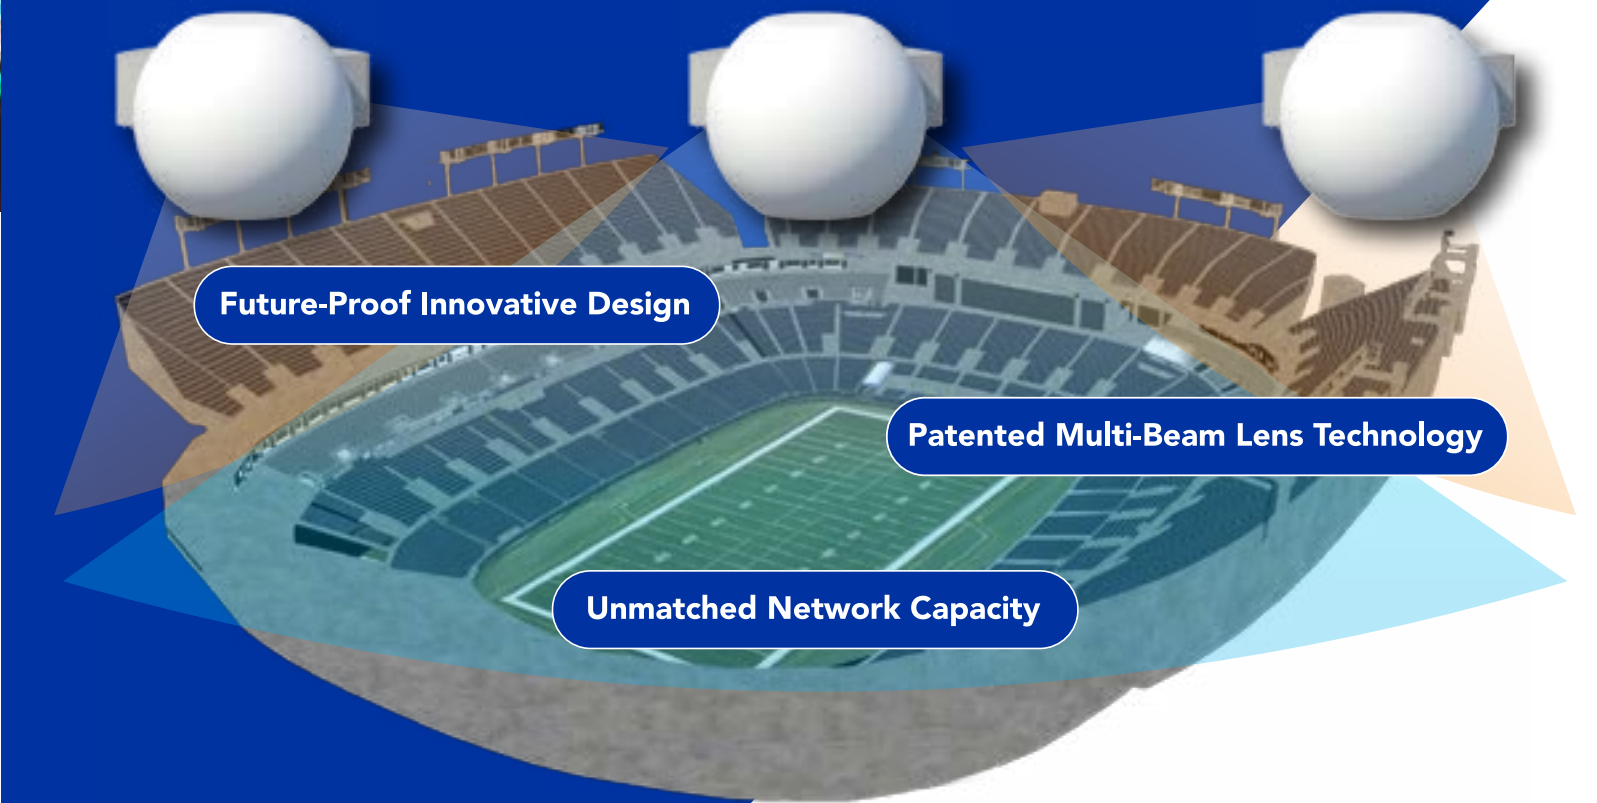 Future-Proof Innovative Design
Patented Multi-Beam Lens Technology
Unmatched Network Capacity